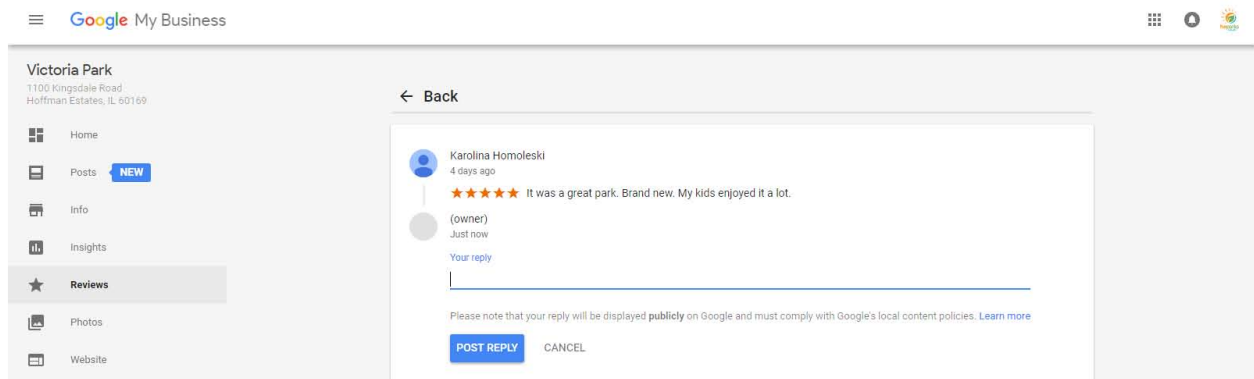 Google My Business
Victoria Park
1100 Kingsdale Road
Hoffman Estates, IL 60169
Home
Posts NEW
Info
Insights
Reviews
Photos
Website
Back
Karolina Homoleski
4 days ago
It was a great park. Brand new. My kids enjoyed it a lot.
(owner)
Just now
Your reply
Please note that your reply will be displayed publicly on Google and must comply with Google's local content policies. Learn more
POST REPLY CANCEL